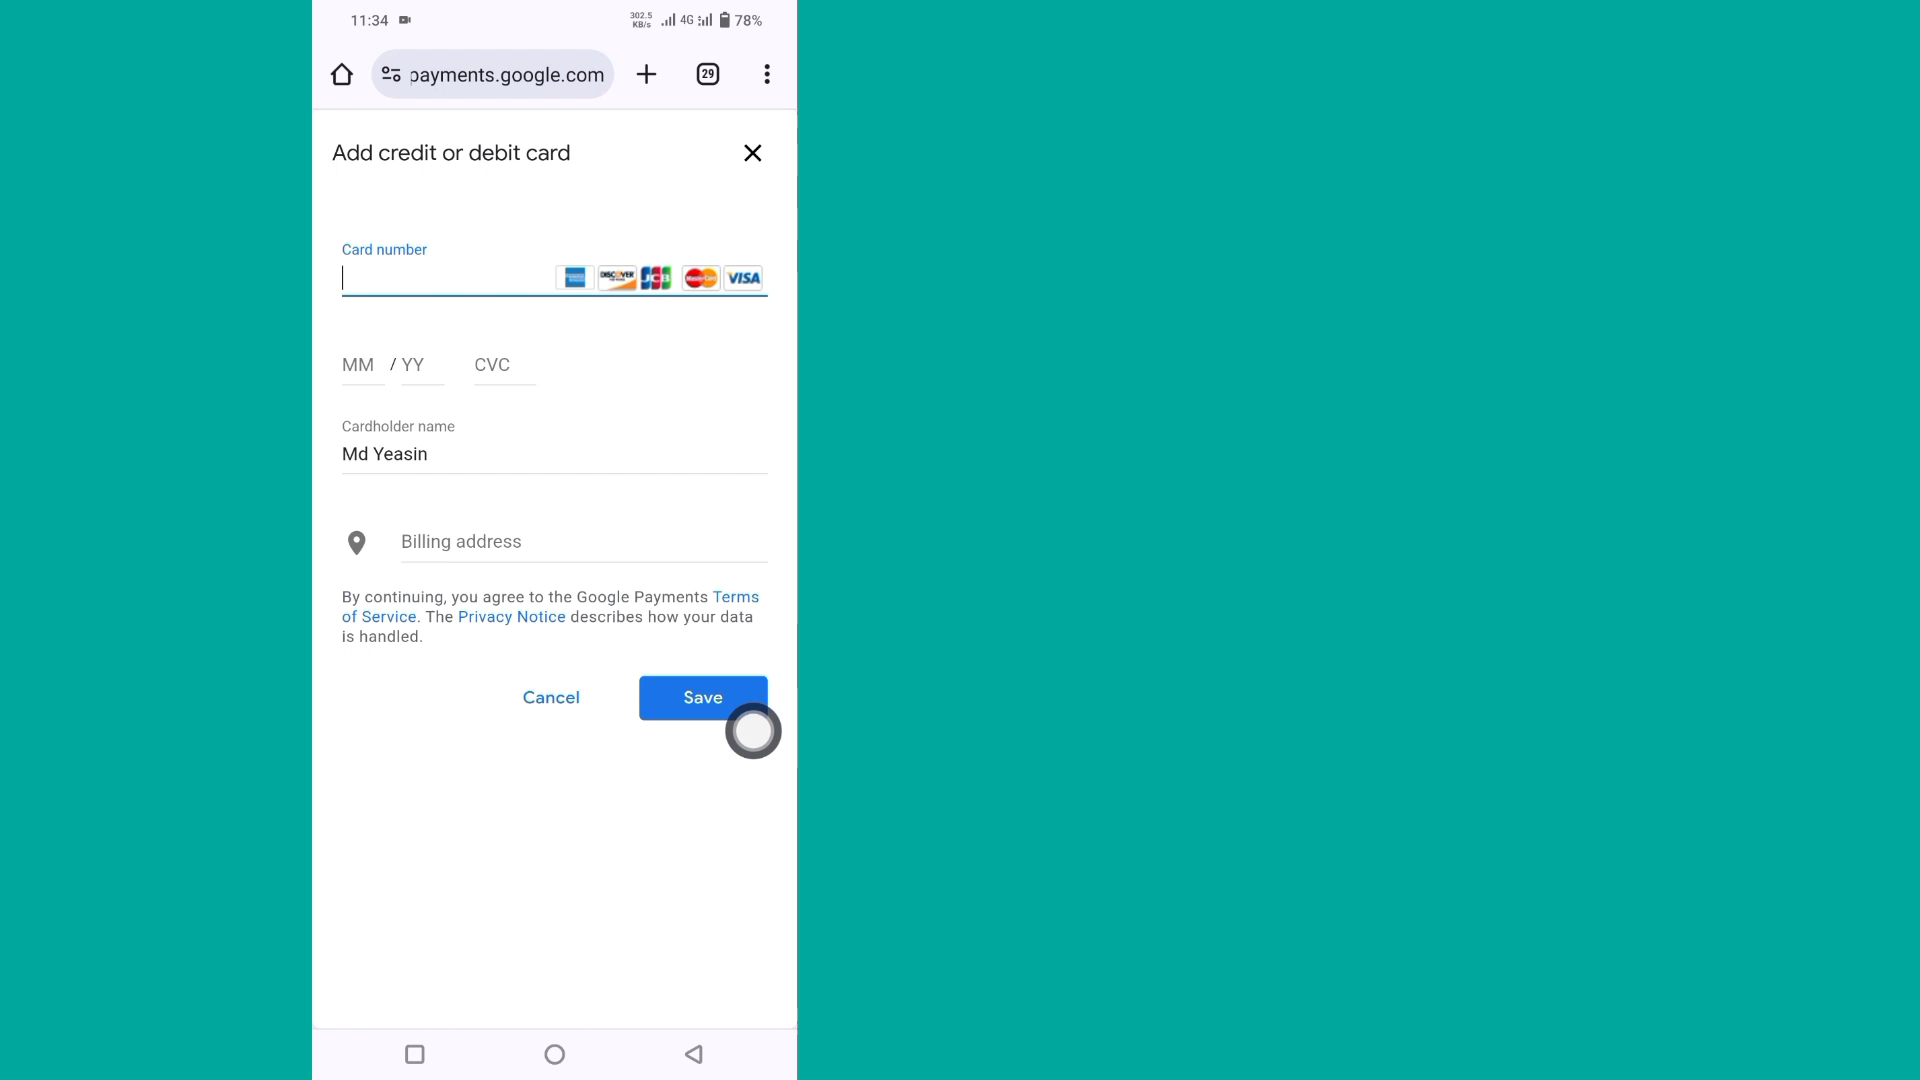 11:34
302.5
KB/s
4G
78%
payments.google.com
29
Add credit or debit card
Card number
DISCOVER
JCB
MasterCard
VISA
MM / YY
CVC
Cardholder name
Md Yeasin
Billing address
By continuing, you agree to the Google Payments Terms
of Service. The Privacy Notice describes how your data
is handled.
Cancel
Save